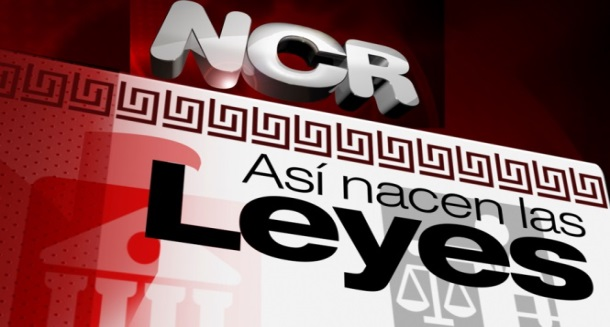 NCR
Así nacen las
Leyes